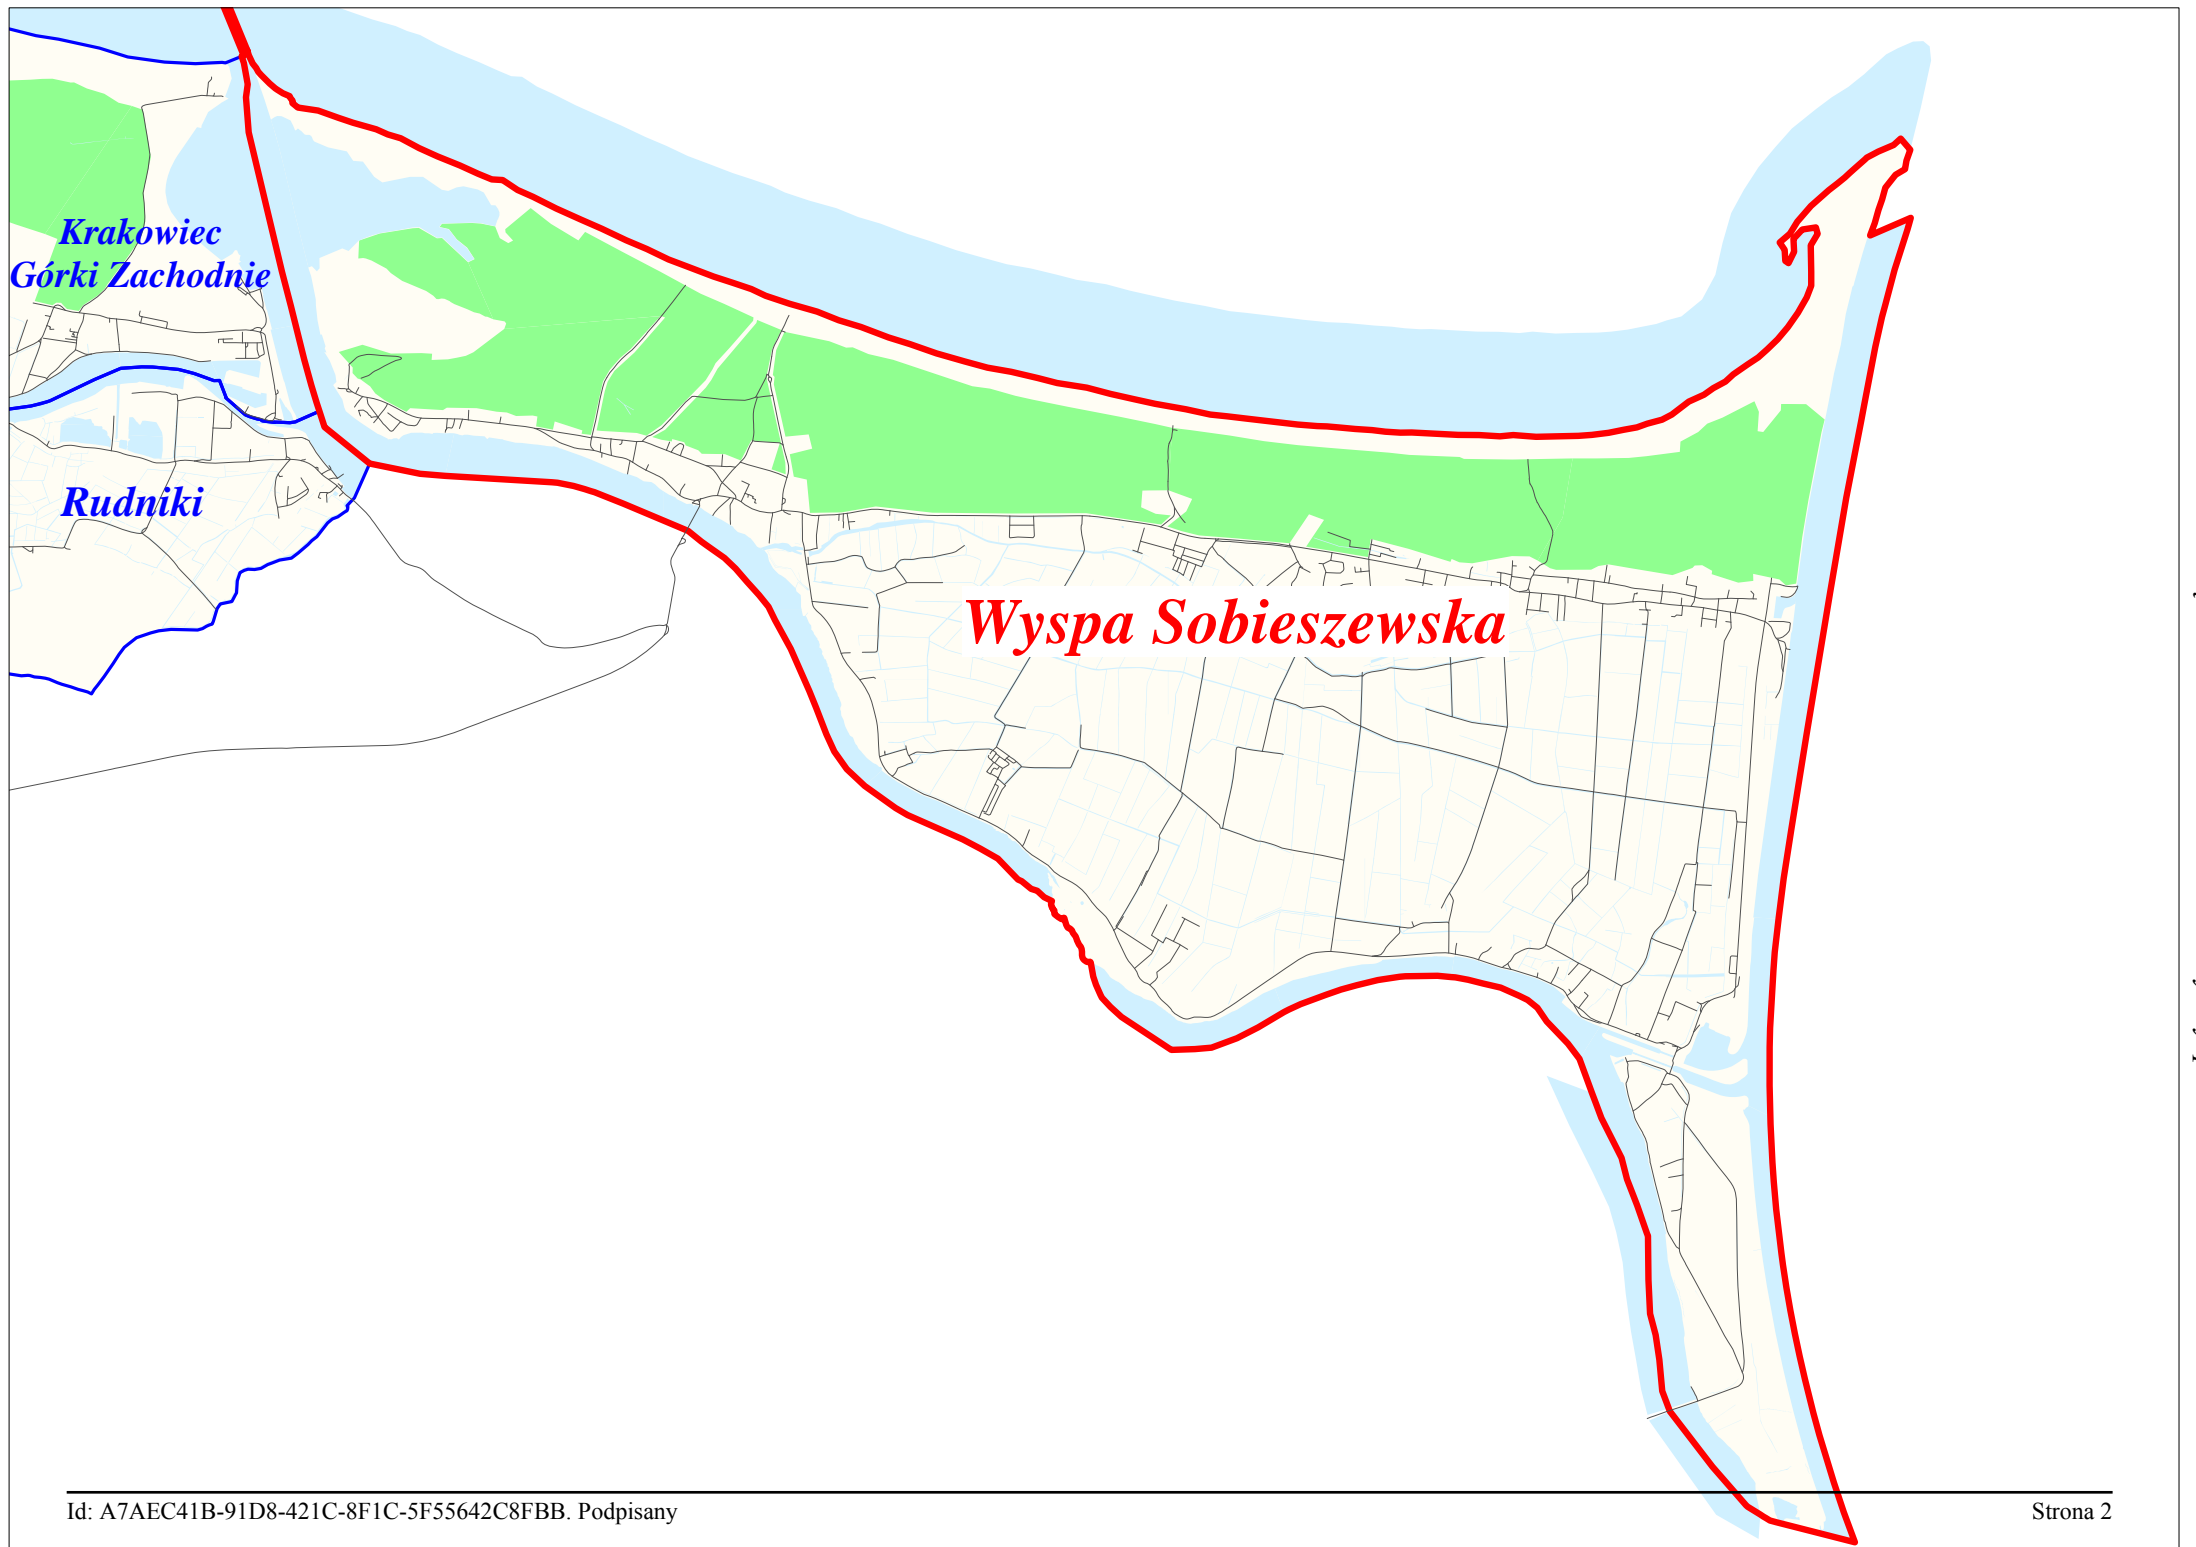 Krakowiec
Górki Zachodnie
Rudniki
Wyspa Sobieszewska
Id: A7AEC41B-91D8-421C-8F1C-5F55642C8FBB. Podpisany
Strona 2